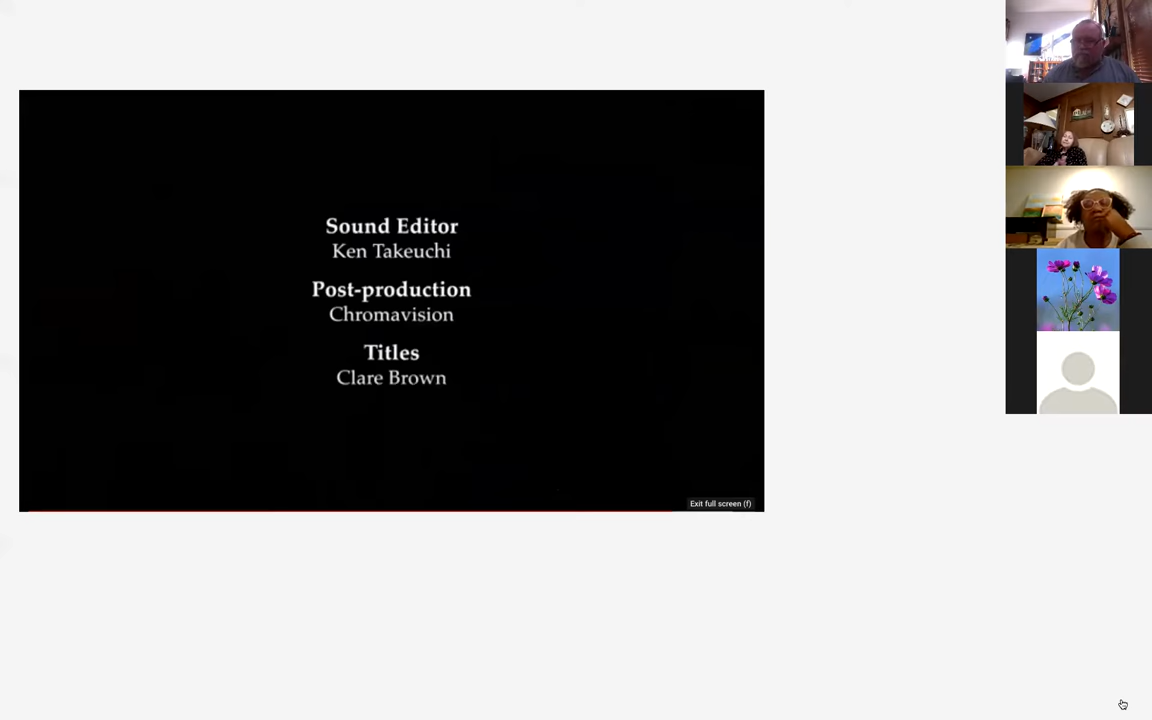 Sound Editor
Ken Takeuchi
Post-production
Chromavision
Titles
Clare Brown
Exit full screen (f)